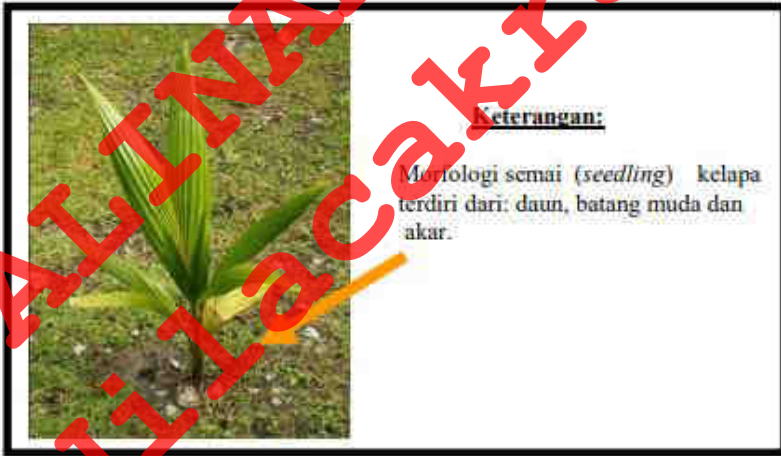 Keterangan:
Morfologi semai (seedling) kelapa
terdiri dari: daun, batang muda dan
akar.